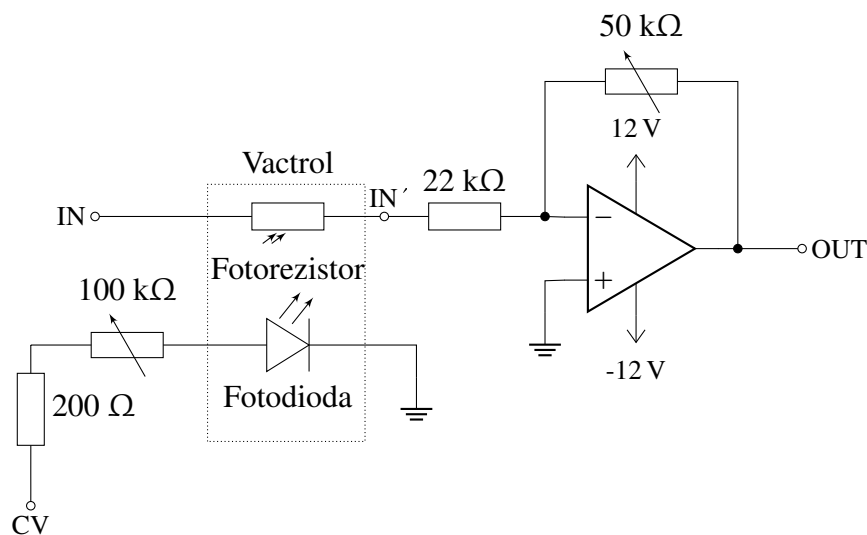 50 kΩ
12 V
Vactrol
IN
IN′
22 kΩ
−
+
OUT
Fotorezistor
100 kΩ
-12 V
Fotodioda
200 Ω
CV